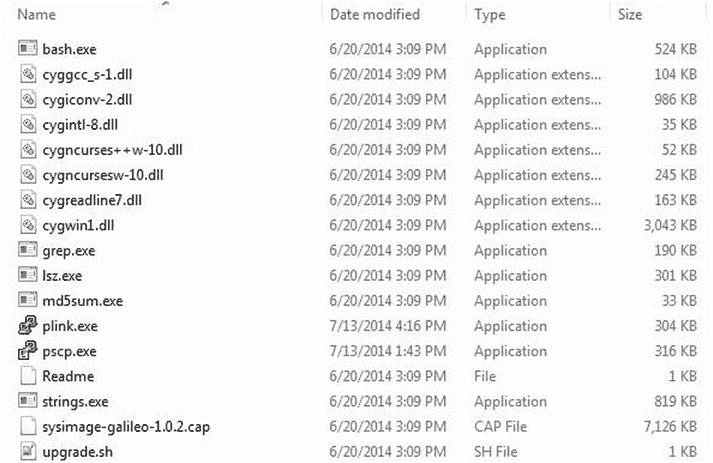 Name Date modified Type Size
bash.exe 6/20/2014 3:09 PM Application 524 KB
cyggcc_s-1.dll 6/20/2014 3:09 PM Application extens... 104 KB
cygiconv-2.dll 6/20/2014 3:09 PM Application extens... 986 KB
cygintl-8.dll 6/20/2014 3:09 PM Application extens... 35 KB
cygncurses++w-10.dll 6/20/2014 3:09 PM Application extens... 52 KB
cygncursesw-10.dll 6/20/2014 3:09 PM Application extens... 245 KB
cygreadline7.dll 6/20/2014 3:09 PM Application extens... 163 KB
cygwin1.dll 6/20/2014 3:09 PM Application extens... 3,043 KB
grep.exe 6/20/2014 3:09 PM Application 190 KB
lsz.exe 6/20/2014 3:09 PM Application 301 KB
md5sum.exe 6/20/2014 3:09 PM Application 33 KB
plink.exe 7/13/2014 4:16 PM Application 304 KB
pscp.exe 7/13/2014 1:43 PM Application 316 KB
Readme 6/20/2014 3:09 PM File 1 KB
strings.exe 6/20/2014 3:09 PM Application 819 KB
sysimage-galileo-1.0.2.cap 6/20/2014 3:09 PM CAP File 7,126 KB
upgrade.sh 6/20/2014 3:09 PM SH File 1 KB